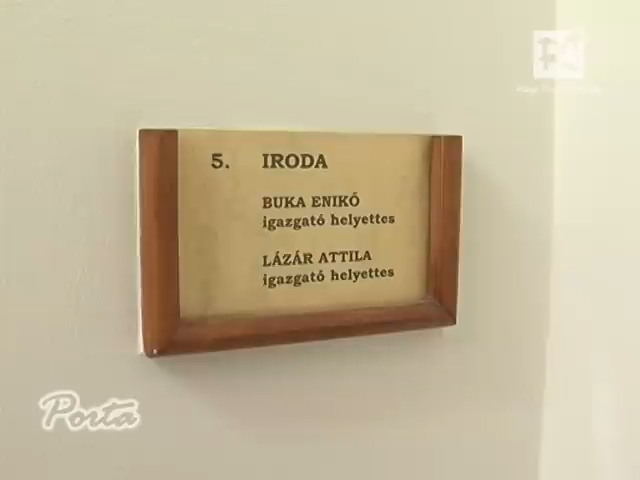 5. IRODA
BUKA ENIKŐ
igazgató helyettes
LÁZÁR ATTILA
igazgató helyettes
Porta